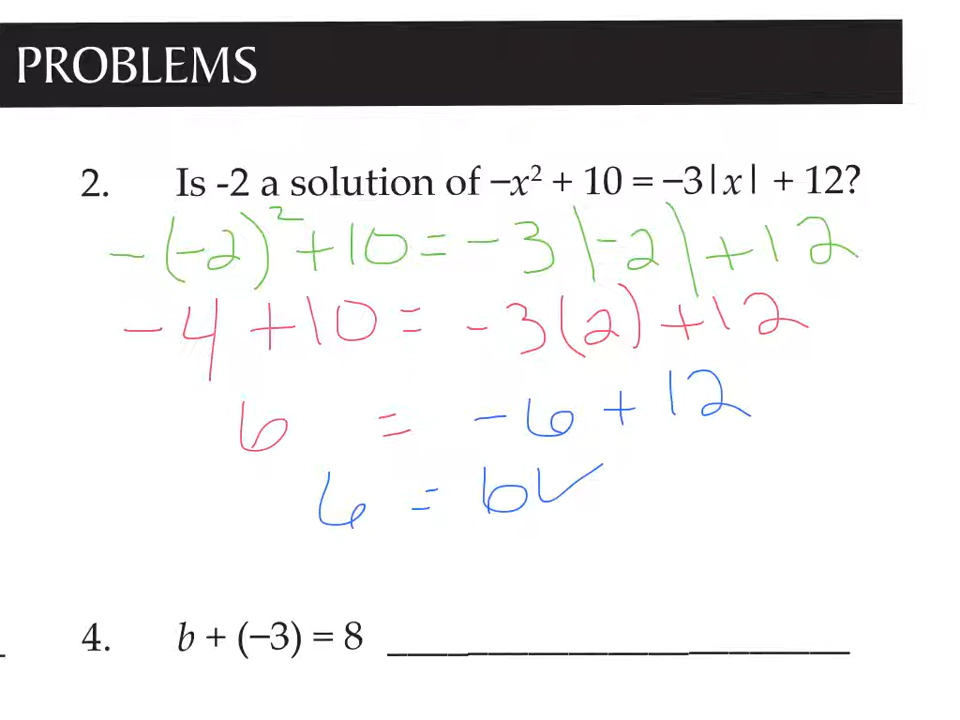 PROBLEMS
2. Is -2 a solution of –x² + 10 = –3|x| + 12?
-(-2)² + 10 = -3|-2| + 12
-4 + 10 = -3(2) + 12
6 = -6 + 12
6 = 6✓
4. b + (–3) = 8 ____________________